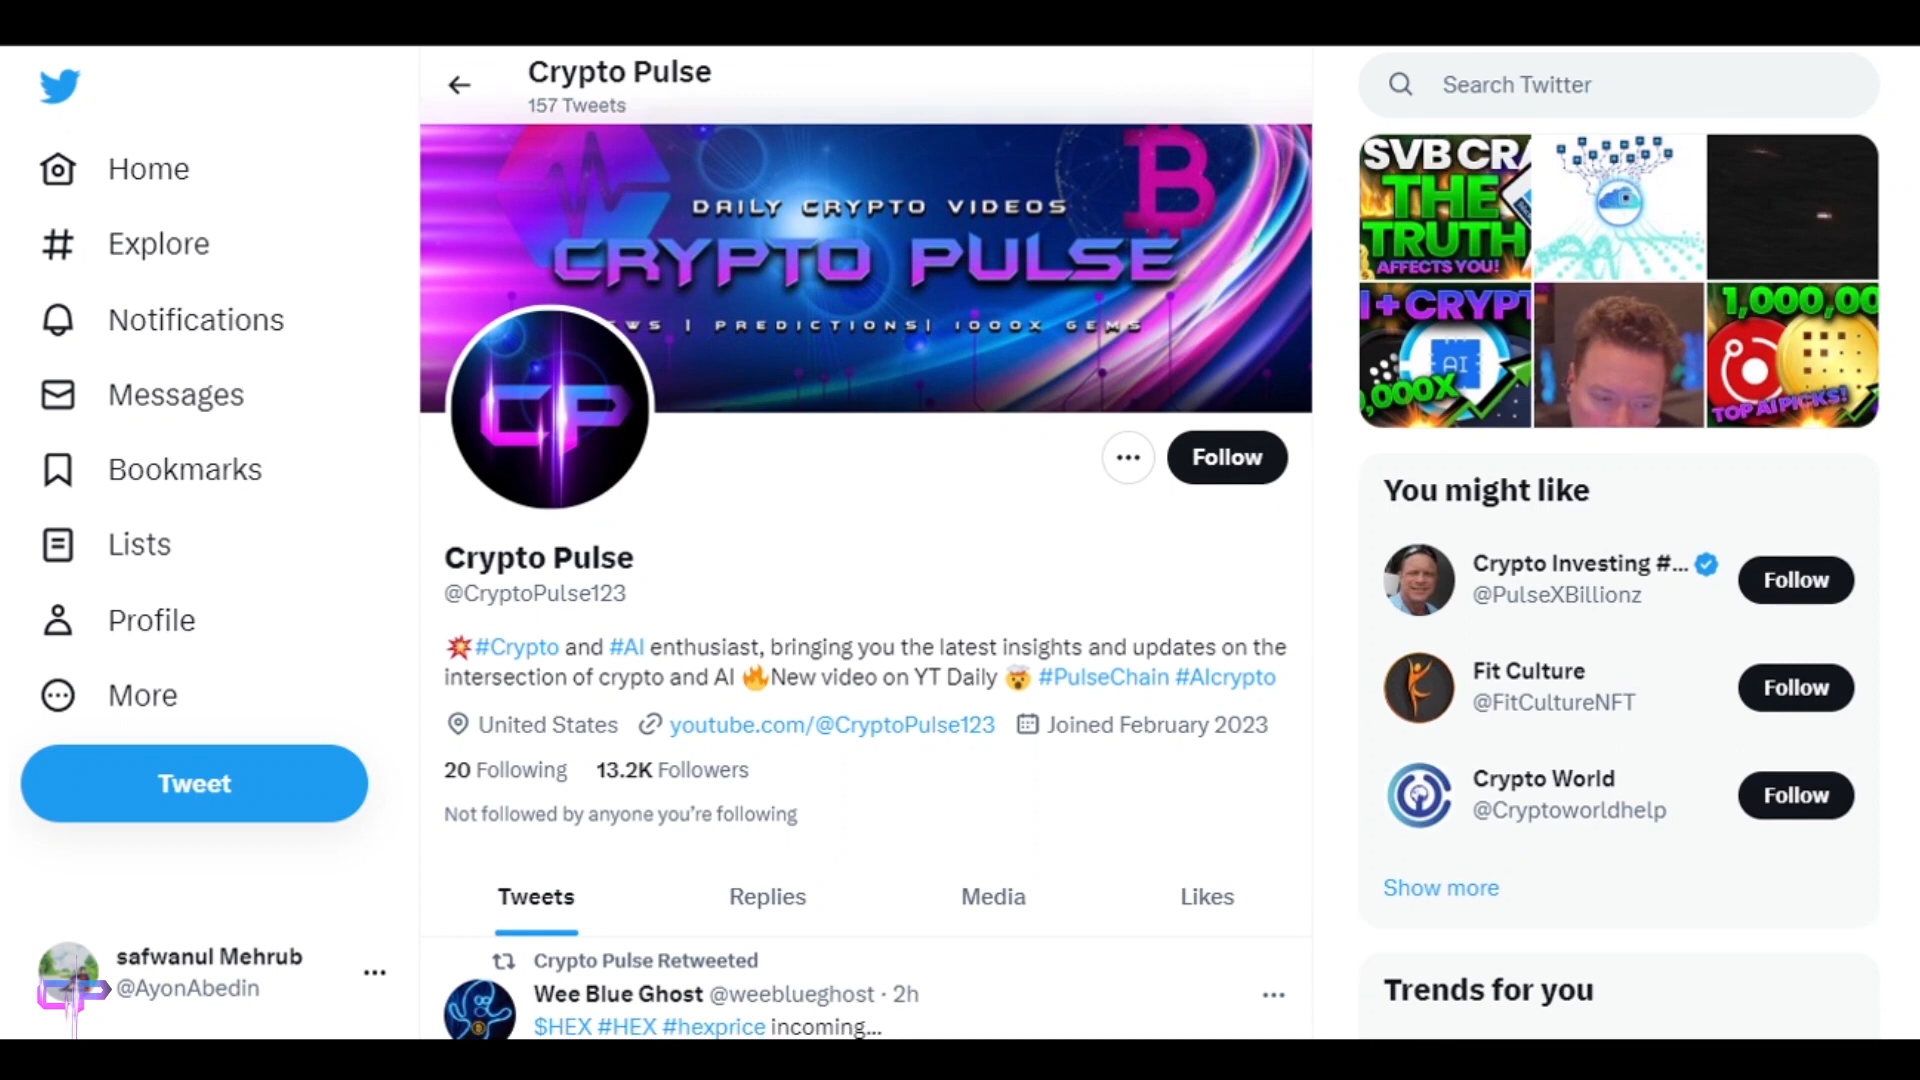 Home
Explore
Notifications
Messages
Bookmarks
Lists
Profile
More
Tweet
safwanul Mehrub
@AyonAbedin
Crypto Pulse
157 Tweets
DAILY CRYPTO VIDEOS
CRYPTO PULSE
WS | PREDICTIONS| 1000X GEMS
CP
Follow
Crypto Pulse
@CryptoPulse123
💥#Crypto and #AI enthusiast, bringing you the latest insights and updates on the
intersection of crypto and AI 🔥New video on YT Daily 🤯 #PulseChain #AIcrypto
United States youtube.com/@CryptoPulse123 Joined February 2023
20 Following 13.2K Followers
Not followed by anyone you're following
Tweets Replies Media Likes
Crypto Pulse Retweeted
Wee Blue Ghost @weeblueghost · 2h
$HEX #HEX #hexprice incoming...
Search Twitter
SVB CRA
THE
TRUTH
AFFECTS YOU!
I+CRYPT
AI
,000X
1,000,00
TOP AI PICKS!
You might like
Crypto Investing #...
@PulseXBillionz
Follow
Fit Culture
@FitCultureNFT
Follow
Crypto World
@Cryptoworldhelp
Follow
Show more
Trends for you
CP